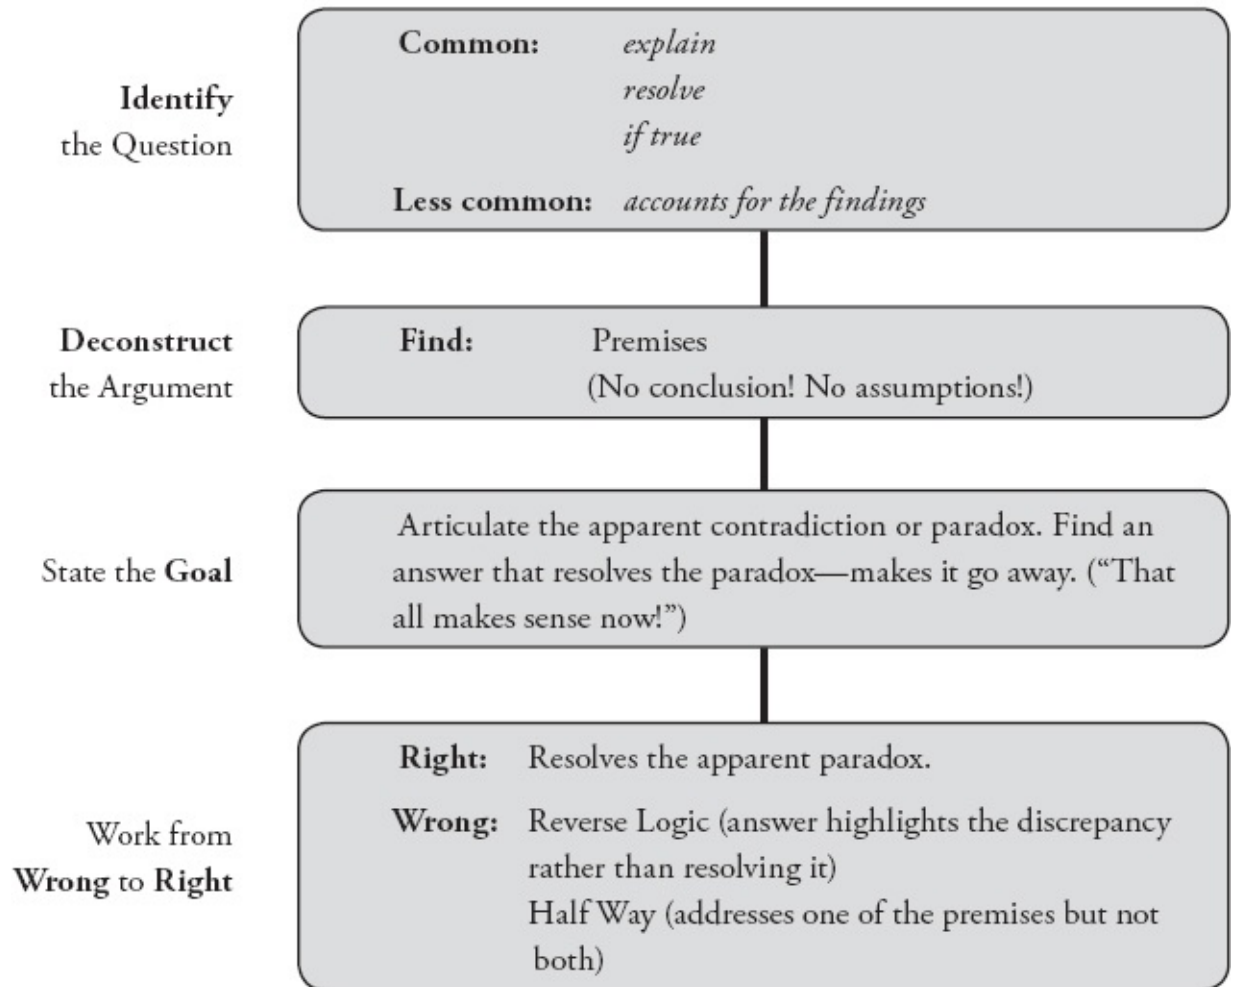 Identify
the Question
Common: explain
resolve
if true
Less common: accounts for the findings
Deconstruct
the Argument
Find: Premises
(No conclusion! No assumptions!)
State the Goal
Articulate the apparent contradiction or paradox. Find an
answer that resolves the paradox—makes it go away. (“That
all makes sense now!”)
Work from
Wrong to Right
Right: Resolves the apparent paradox.
Wrong: Reverse Logic (answer highlights the discrepancy
rather than resolving it)
Half Way (addresses one of the premises but not
both)